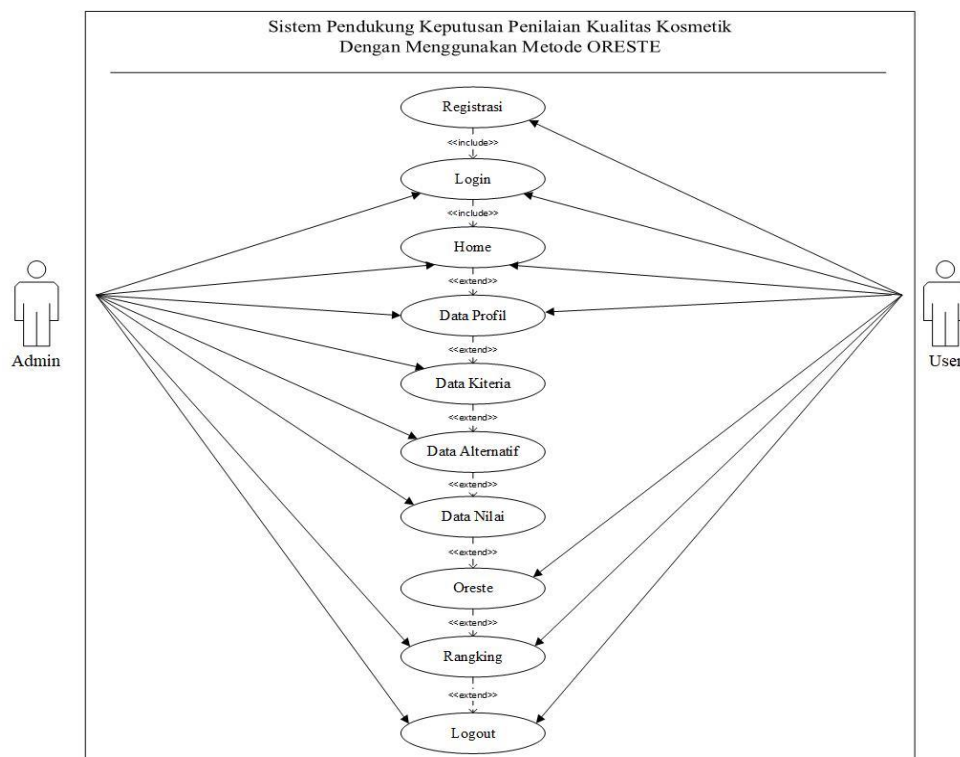 Sistem Pendukung Keputusan Penilaian Kualitas Kosmetik
Dengan Menggunakan Metode ORESTE
Registrasi
<<include>>
Login
<<include>>
Home
<<extend>>
Data Profil
<<extend>>
Data Kiteria
<<extend>>
Data Alternatif
<<extend>>
Data Nilai
<<extend>>
Oreste
<<extend>>
Rangking
<<extend>>
Logout
Admin
User